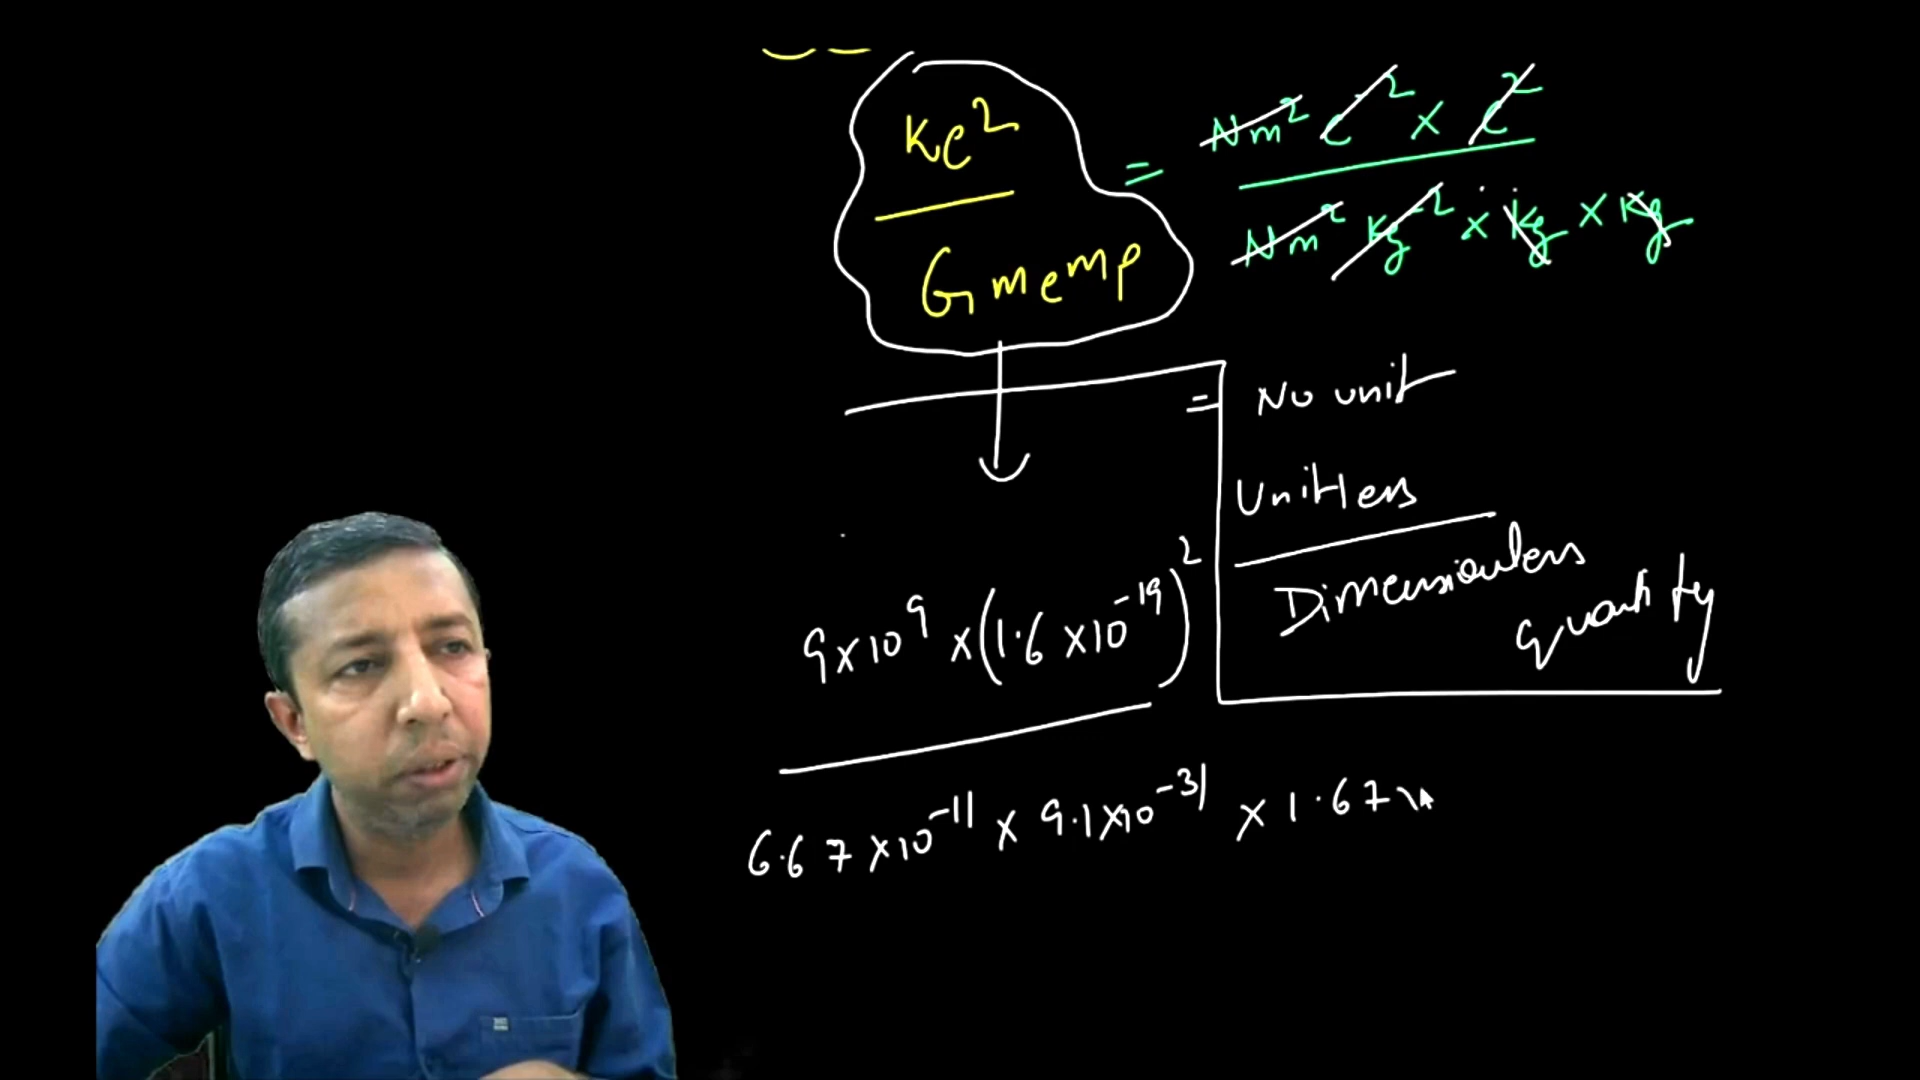 Ke²
Gmemp
= Nm² C⁻² × C²
Nm² Kg⁻² × Kg × Kg
= No unit
Unitless
Dimensionless
quantity
9×10⁹ ×(1.6 ×10⁻¹⁹)²
6.67 ×10⁻¹¹ × 9.1×10⁻³¹ × 1.67×